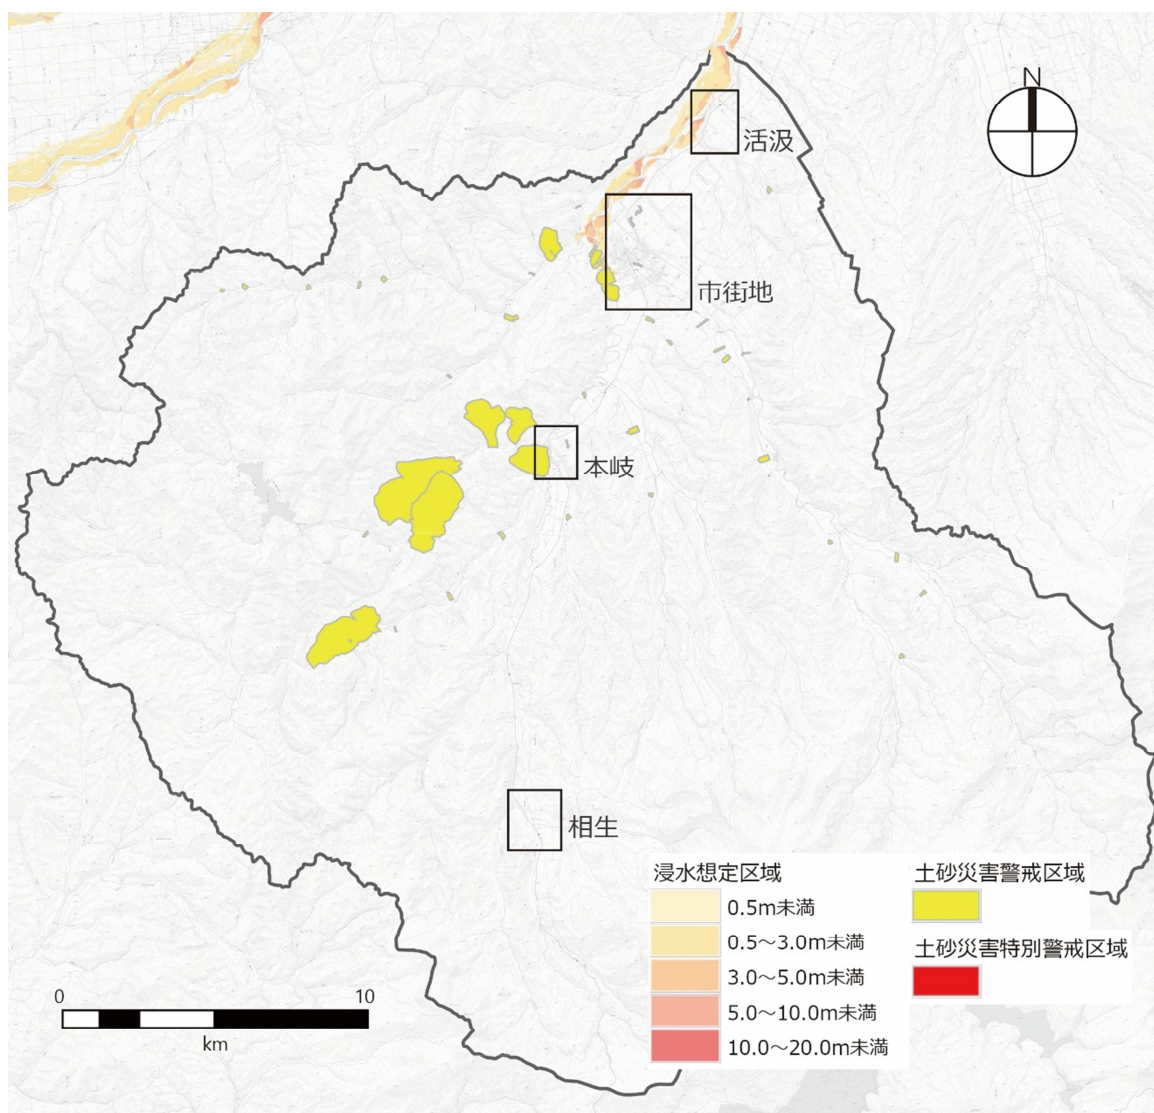 N
活汲
市街地
本岐
相生
浸水想定区域
0.5m未満
0.5～3.0m未満
3.0～5.0m未満
5.0～10.0m未満
10.0～20.0m未満
土砂災害警戒区域
土砂災害特別警戒区域
0 10
km